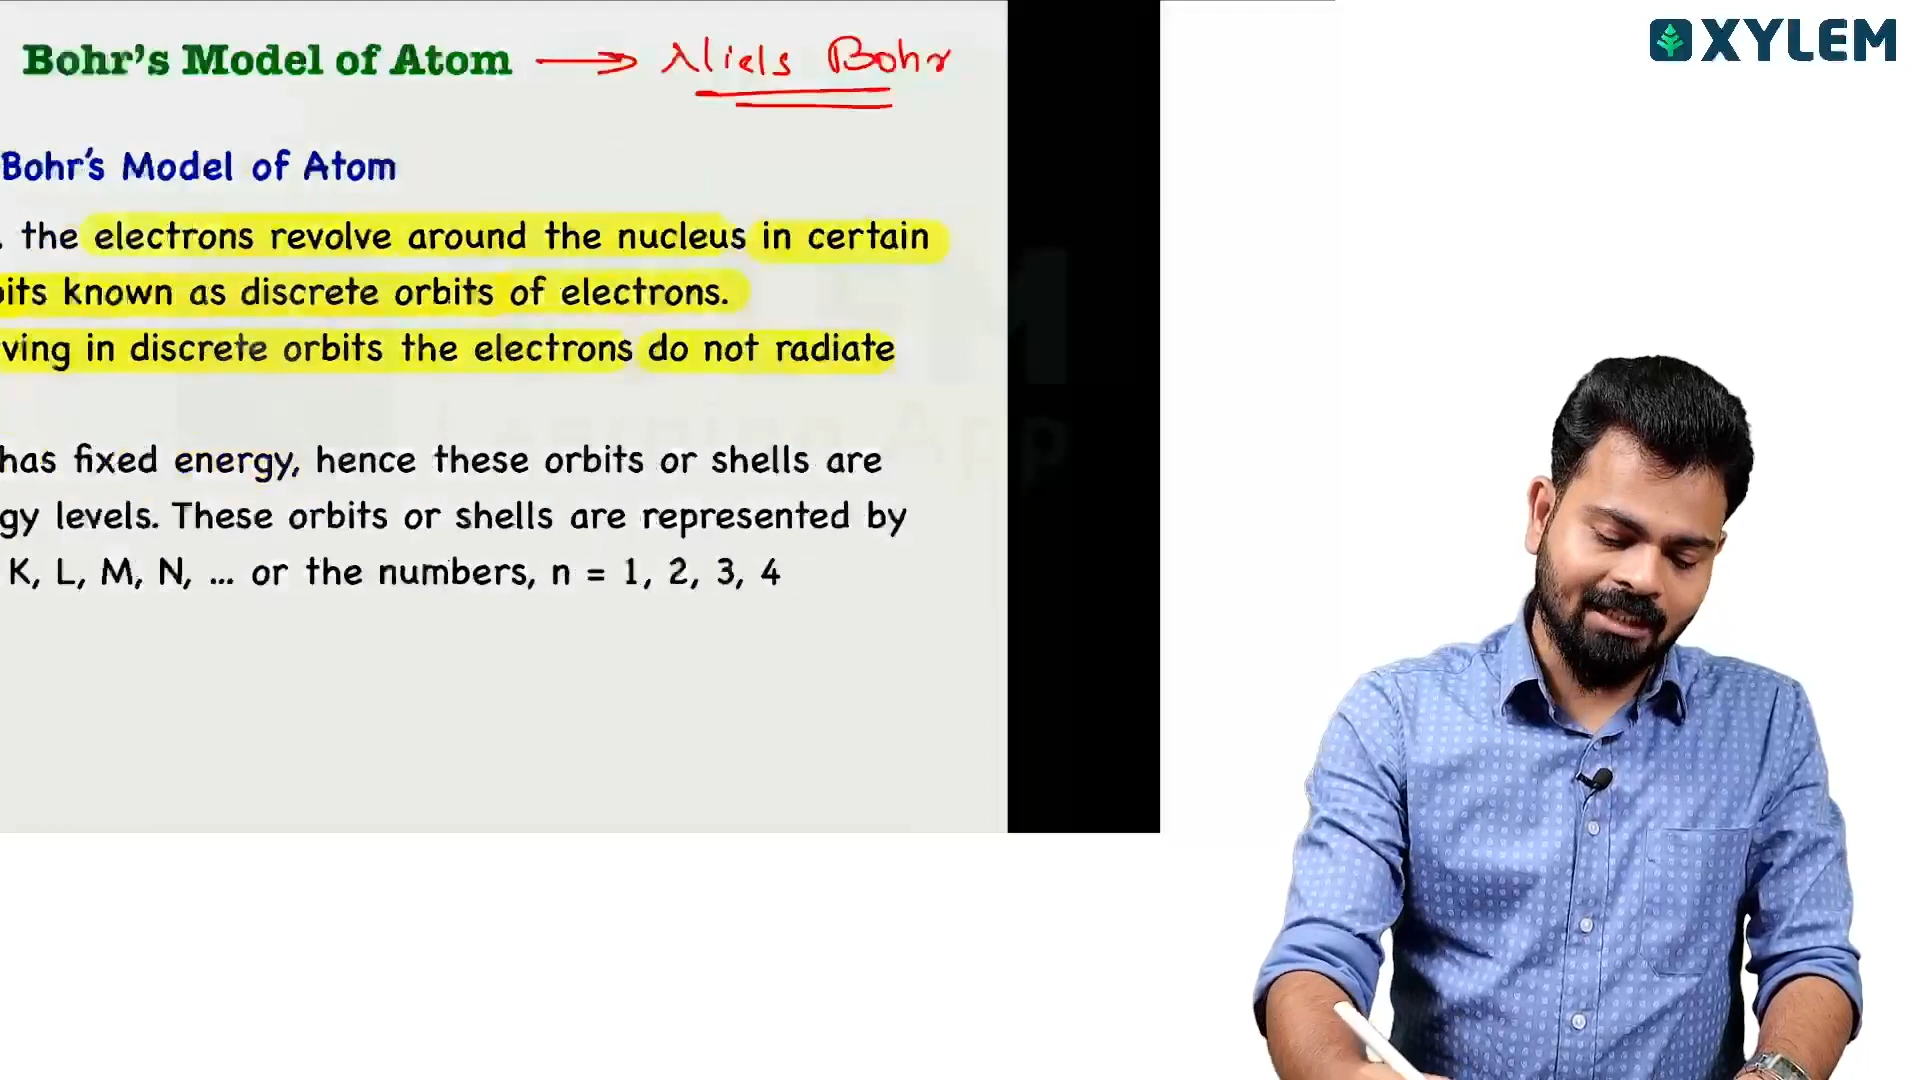 Bohr's Model of Atom → Niels Bohr
XYLEM
Bohr's Model of Atom
. the electrons revolve around the nucleus in certain
its known as discrete orbits of electrons.
ving in discrete orbits the electrons do not radiate
Learning App
has fixed energy, hence these orbits or shells are
gy levels. These orbits or shells are represented by
K, L, M, N, ... or the numbers, n = 1, 2, 3, 4